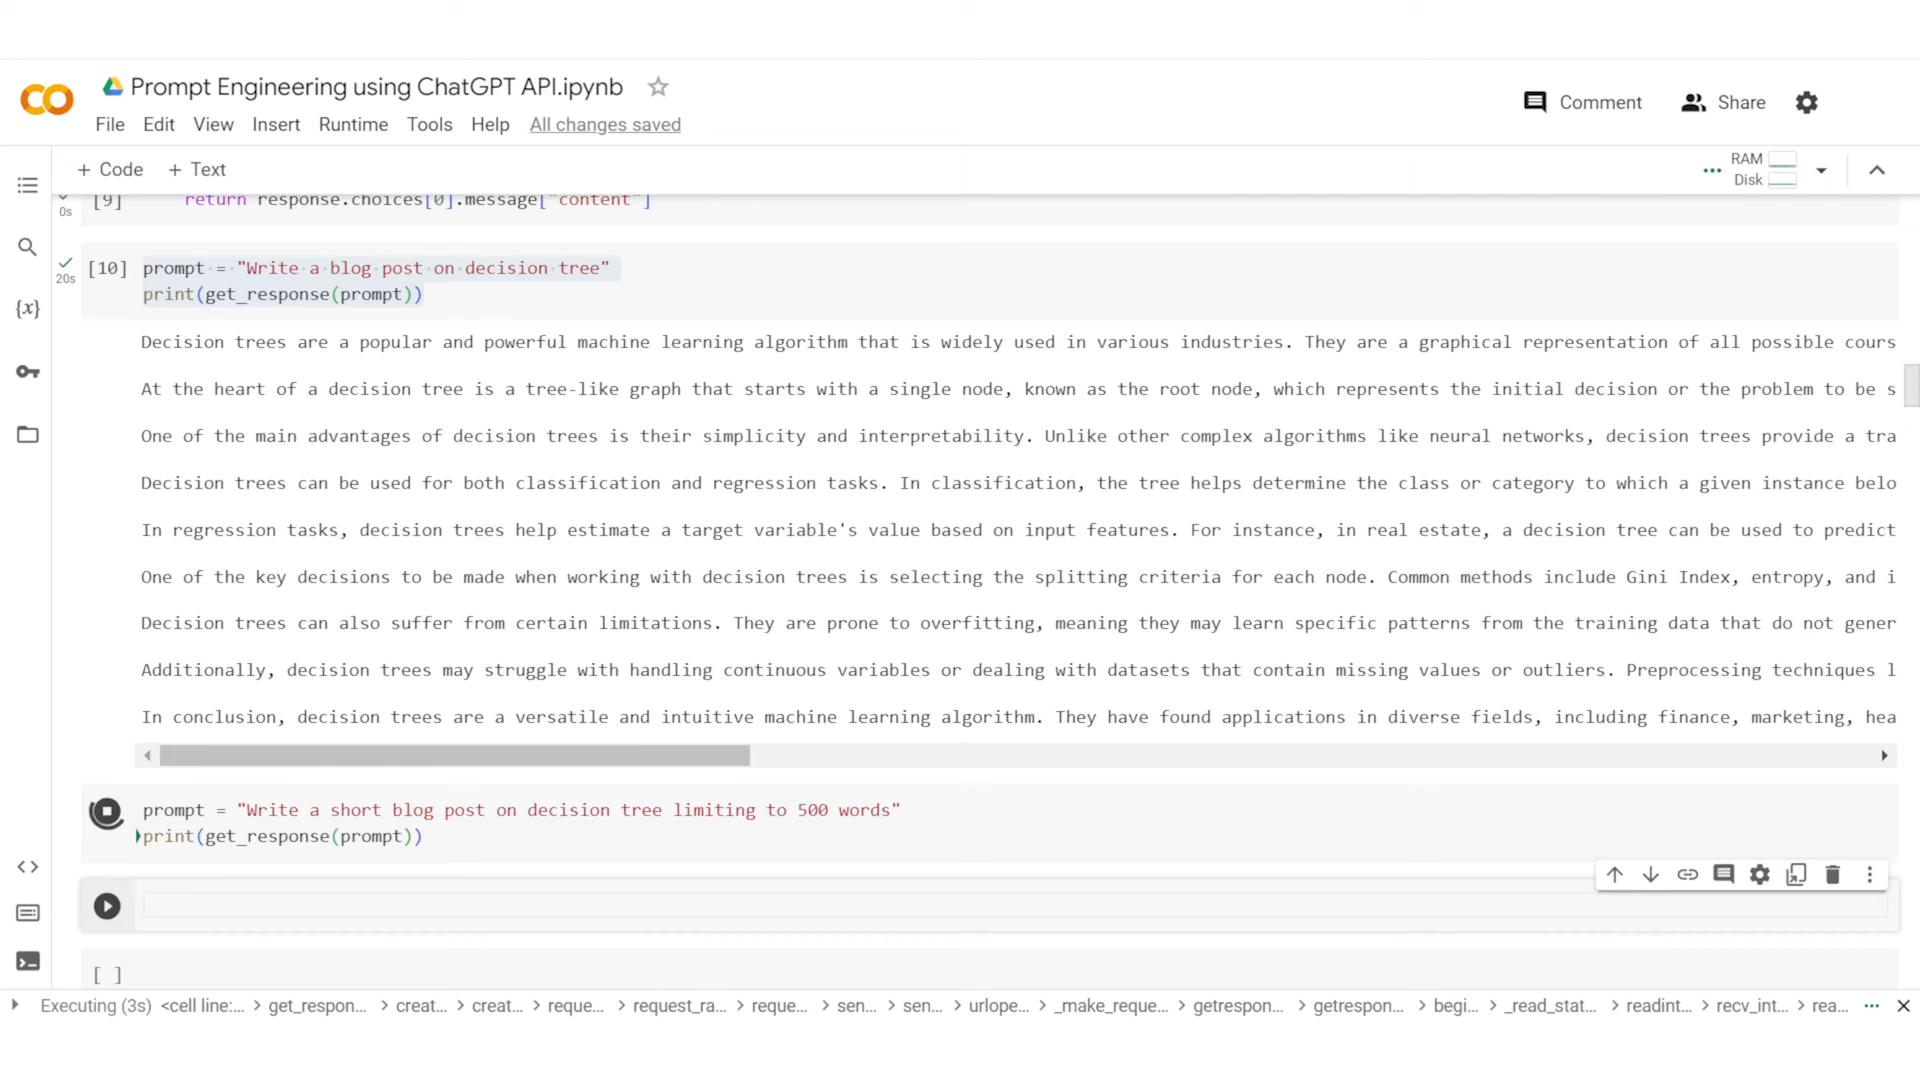 Prompt Engineering using ChatGPT API.ipynb
Comment
Share
File Edit View Insert Runtime Tools Help All changes saved
+ Code + Text
RAM
Disk
0s
[9] return response.choices[0].message["content"]
20s
[10] prompt = "Write a blog post on decision tree"
print(get_response(prompt))
Decision trees are a popular and powerful machine learning algorithm that is widely used in various industries. They are a graphical representation of all possible cours
At the heart of a decision tree is a tree-like graph that starts with a single node, known as the root node, which represents the initial decision or the problem to be s
One of the main advantages of decision trees is their simplicity and interpretability. Unlike other complex algorithms like neural networks, decision trees provide a tra
Decision trees can be used for both classification and regression tasks. In classification, the tree helps determine the class or category to which a given instance belo
In regression tasks, decision trees help estimate a target variable's value based on input features. For instance, in real estate, a decision tree can be used to predict
One of the key decisions to be made when working with decision trees is selecting the splitting criteria for each node. Common methods include Gini Index, entropy, and i
Decision trees can also suffer from certain limitations. They are prone to overfitting, meaning they may learn specific patterns from the training data that do not gener
Additionally, decision trees may struggle with handling continuous variables or dealing with datasets that contain missing values or outliers. Preprocessing techniques l
In conclusion, decision trees are a versatile and intuitive machine learning algorithm. They have found applications in diverse fields, including finance, marketing, hea
prompt = "Write a short blog post on decision tree limiting to 500 words"
print(get_response(prompt))
[ ]
Executing (3s) <cell line:... > get_respon... > creat... > creat... > reque... > request_ra... > reque... > sen... > sen... > urlope... > _make_reque... > getrespon... > getrespon... > begi... > _read_stat... > readint... > recv_int... > rea...